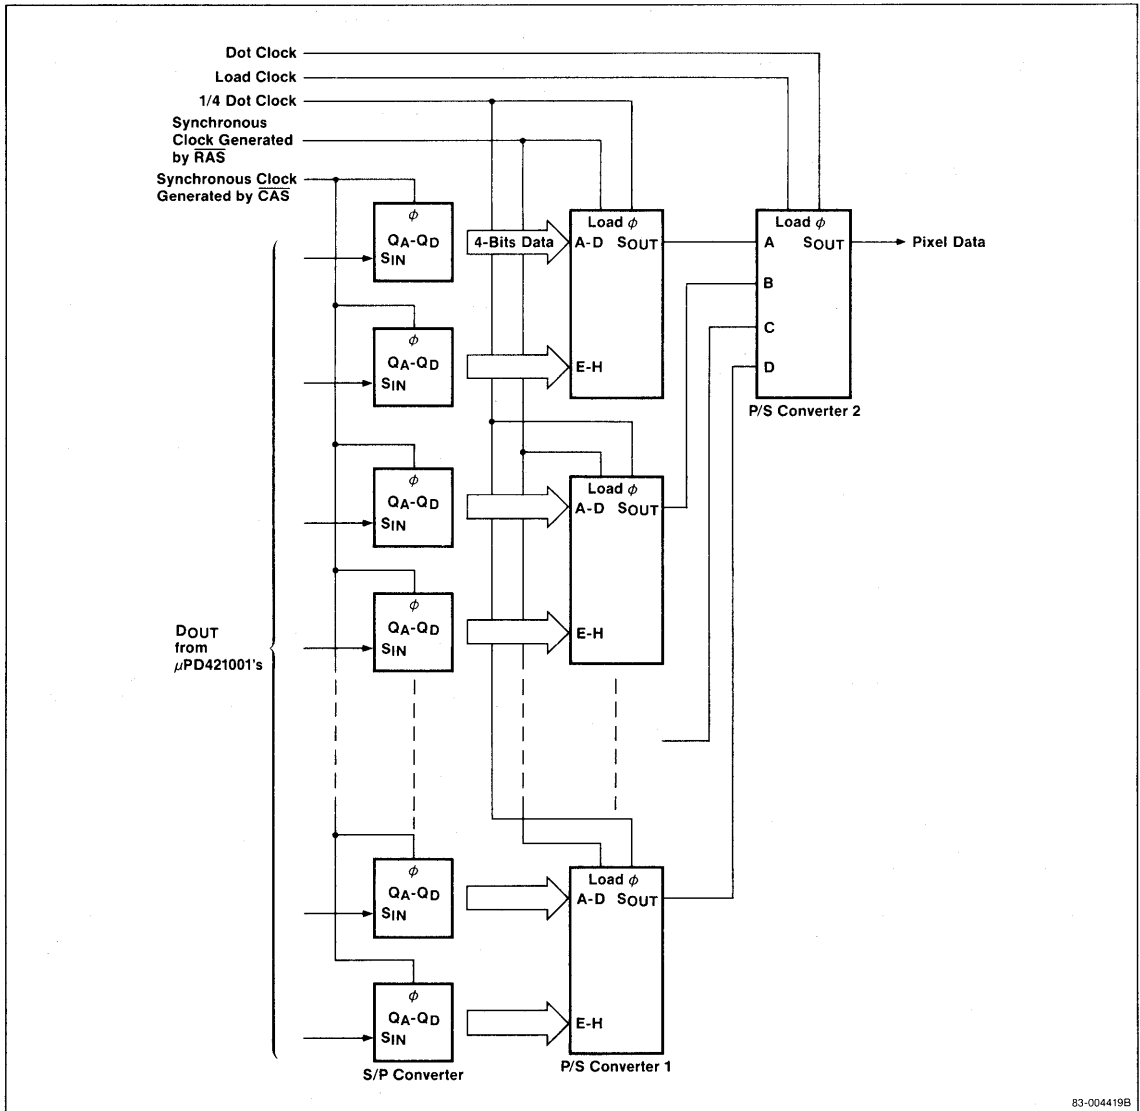 Dot Clock
Load Clock
1/4 Dot Clock
Synchronous
Clock Generated
by R̅A̅S̅
Synchronous Clock
Generated by C̅A̅S̅
ϕ
QA-QD
SIN
4-Bits Data
Load ϕ
A-D SOUT
E-H
Load ϕ
A SOUT
B
C
D
Pixel Data
P/S Converter 2
ϕ
QA-QD
SIN
ϕ
QA-QD
SIN
Load ϕ
A-D SOUT
E-H
ϕ
QA-QD
SIN
DOUT
from
μPD421001's
ϕ
QA-QD
SIN
Load ϕ
A-D SOUT
E-H
ϕ
QA-QD
SIN
S/P Converter
P/S Converter 1
83-004419B